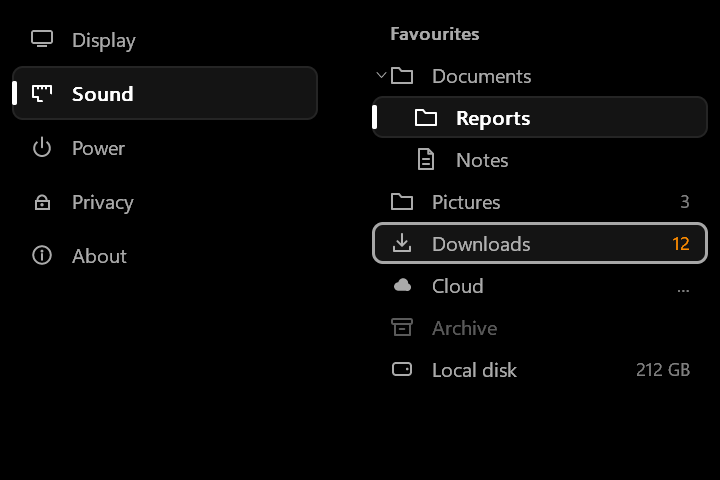 Display
Sound
Power
Privacy
About
Favourites
Documents
Reports
Notes
Pictures 3
Downloads 12
Cloud ...
Archive
Local disk 212 GB